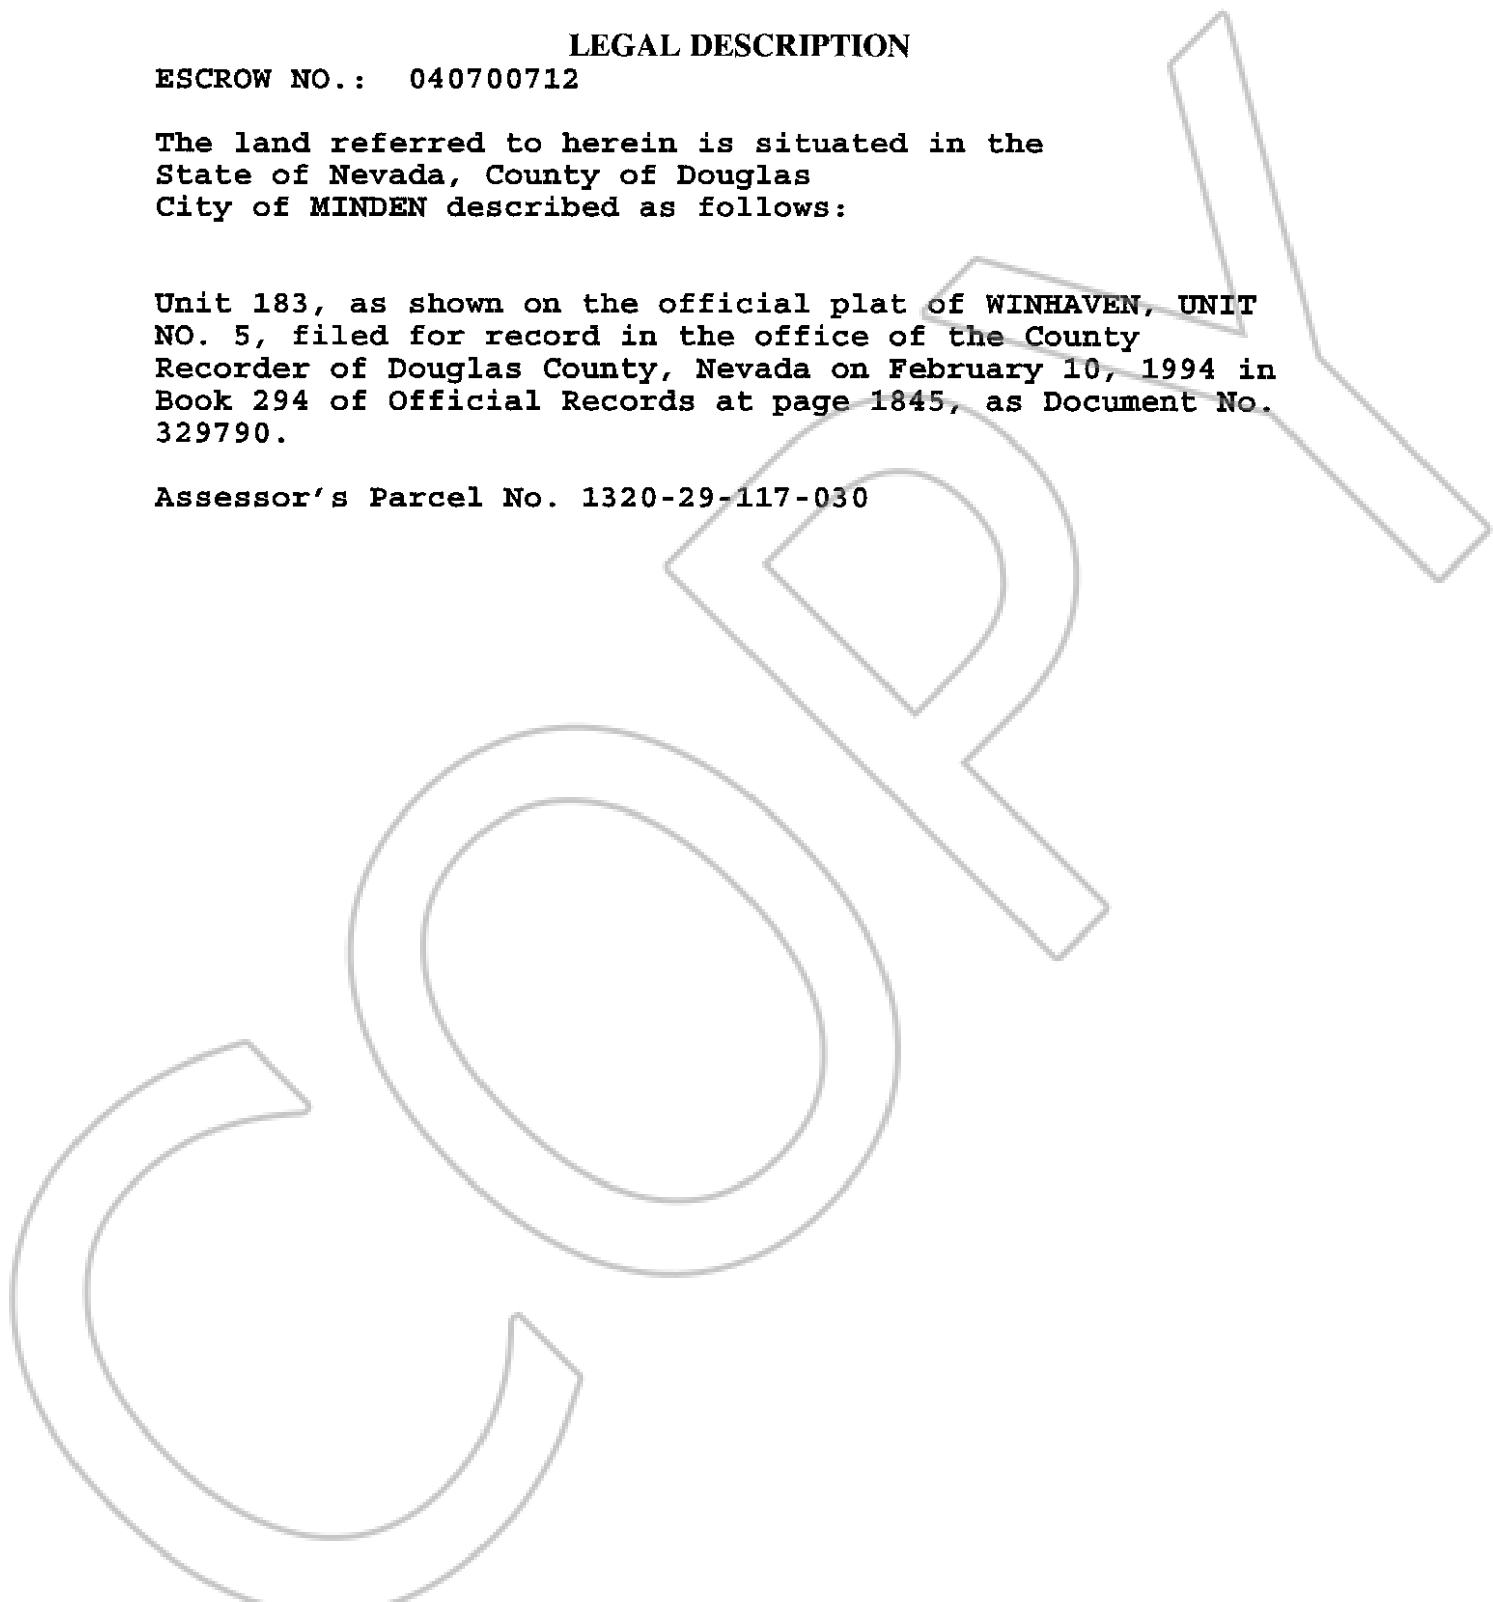 LEGAL DESCRIPTION
ESCROW NO.: 040700712
The land referred to herein is situated in the
State of Nevada, County of Douglas
City of MINDEN described as follows:
Unit 183, as shown on the official plat of WINHAVEN, UNIT
NO. 5, filed for record in the office of the County
Recorder of Douglas County, Nevada on February 10, 1994 in
Book 294 of Official Records at page 1845, as Document No.
329790.
Assessor's Parcel No. 1320-29-117-030
COPY